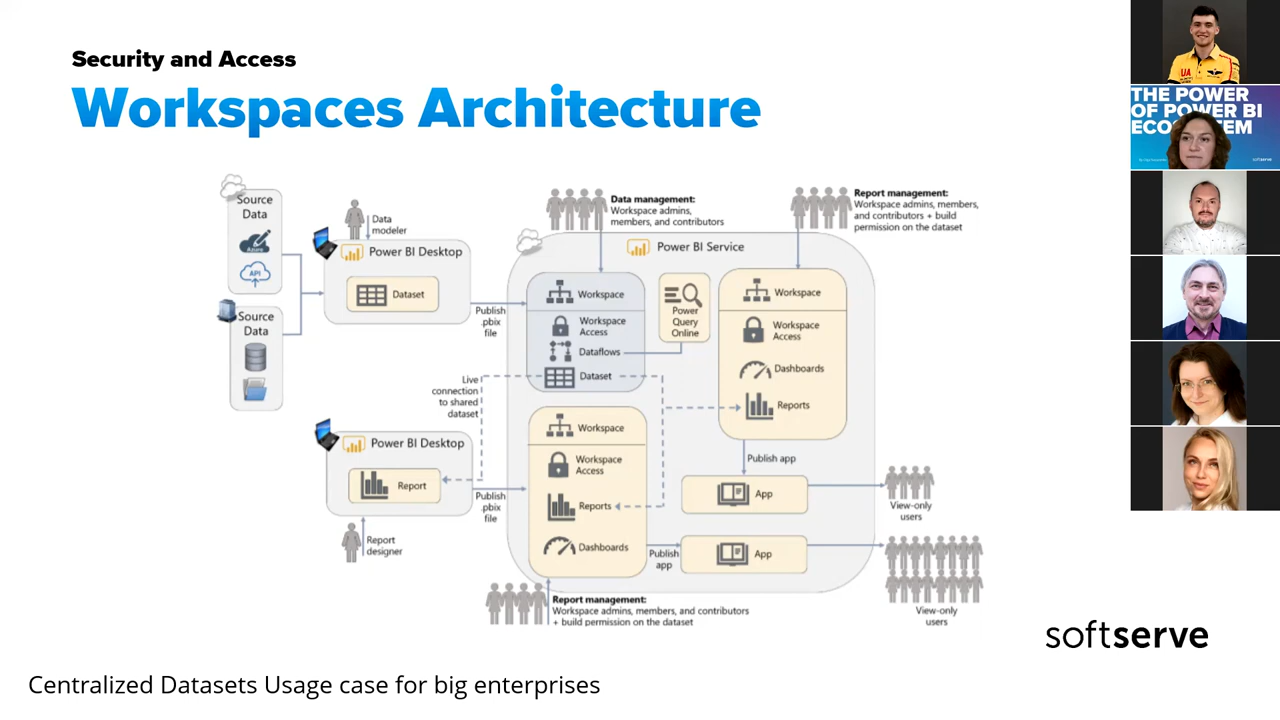 Security and Access
Workspaces Architecture
Source
Data
Azure
API
Source
Data
Data
modeler
Power BI Desktop
Dataset
Publish
.pbix
file
Data management:
Workspace admins,
members, and contributors
Report management:
Workspace admins, members,
and contributors + build
permission on the dataset
Power BI Service
Workspace
Workspace
Access
Dataflows
Dataset
Power
Query
Online
Workspace
Workspace
Access
Dashboards
Reports
Live
connection
to shared
dataset
Power BI Desktop
Report
Publish
.pbix
file
Report
designer
Workspace
Workspace
Access
Reports
Dashboards
Publish app
App
View-only
users
Publish
app
App
View-only
users
Report management:
Workspace admins, members, and contributors
+ build permission on the dataset
Centralized Datasets Usage case for big enterprises
softserve
UA
THE POWER
OF POWER BI
softserve